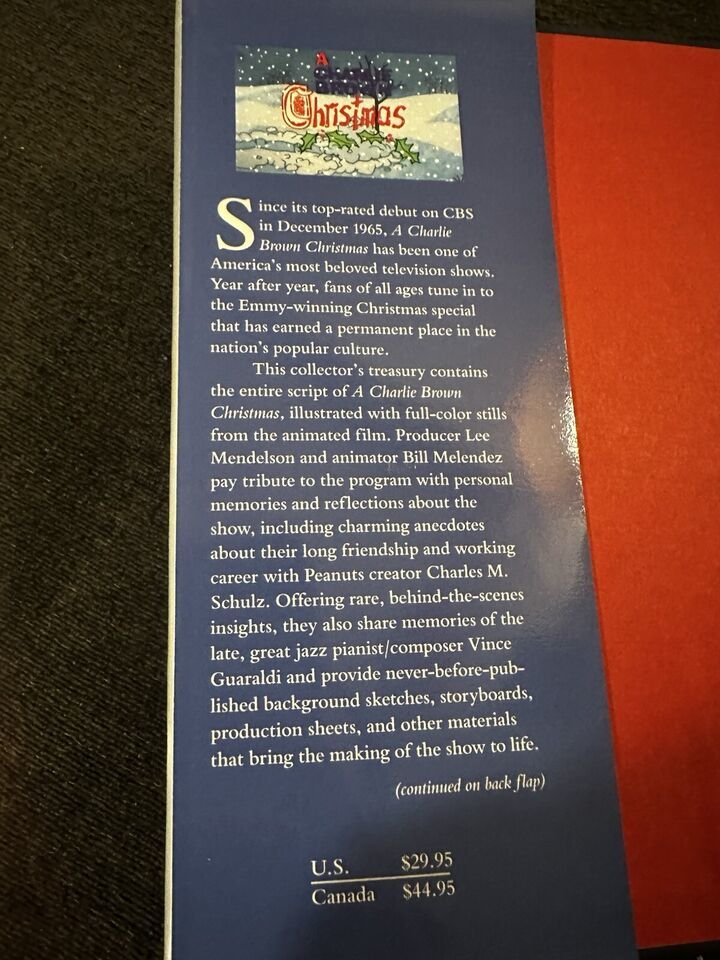 A
CHARLIE
BROWN
Christmas
Since its top-rated debut on CBS
in December 1965, A Charlie
Brown Christmas has been one of
America's most beloved television shows.
Year after year, fans of all ages tune in to
the Emmy-winning Christmas special
that has earned a permanent place in the
nation's popular culture.
This collector's treasury contains
the entire script of A Charlie Brown
Christmas, illustrated with full-color stills
from the animated film. Producer Lee
Mendelson and animator Bill Melendez
pay tribute to the program with personal
memories and reflections about the
show, including charming anecdotes
about their long friendship and working
career with Peanuts creator Charles M.
Schulz. Offering rare, behind-the-scenes
insights, they also share memories of the
late, great jazz pianist/composer Vince
Guaraldi and provide never-before-pub-
lished background sketches, storyboards,
production sheets, and other materials
that bring the making of the show to life.
(continued on back flap)
U.S. $29.95
Canada $44.95